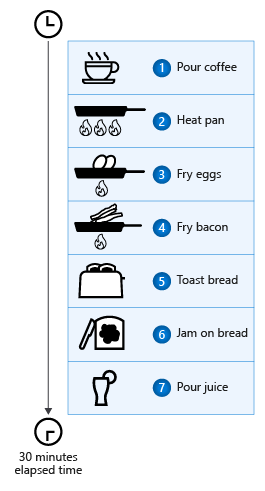 1 Pour coffee
2 Heat pan
3 Fry eggs
4 Fry bacon
5 Toast bread
6 Jam on bread
7 Pour juice
30 minutes
elapsed time